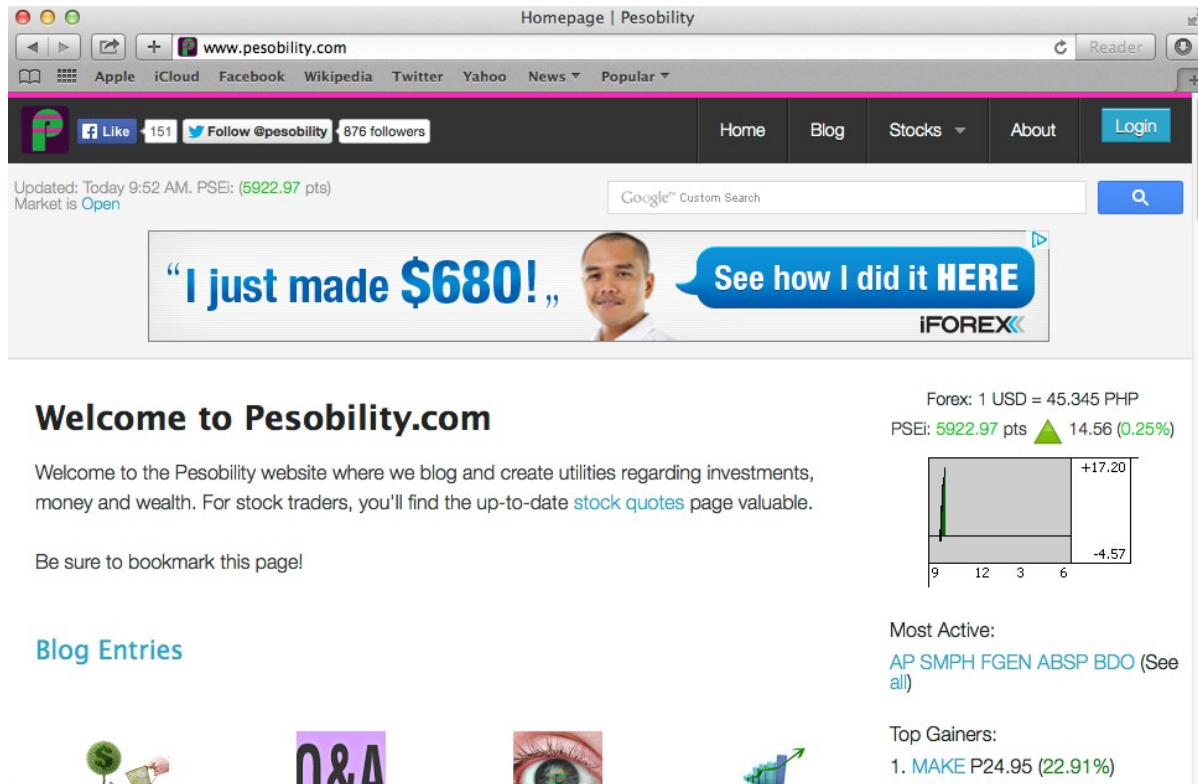 Homepage | Pesobility
www.pesobility.com
Reader
Apple iCloud Facebook Wikipedia Twitter Yahoo News Popular
Like 151 Follow @pesobility 876 followers
Home Blog Stocks About Login
Updated: Today 9:52 AM. PSEi: (5922.97 pts)
Market is Open
Google™ Custom Search
“I just made $680!„
See how I did it HERE
iFOREX
Welcome to Pesobility.com
Welcome to the Pesobility website where we blog and create utilities regarding investments,
money and wealth. For stock traders, you'll find the up-to-date stock quotes page valuable.
Be sure to bookmark this page!
Blog Entries
Q&A
Forex: 1 USD = 45.345 PHP
PSEi: 5922.97 pts 14.56 (0.25%)
+17.20
-4.57
9 12 3 6
Most Active:
AP SMPH FGEN ABSP BDO (See
all)
Top Gainers:
1. MAKE P24.95 (22.91%)